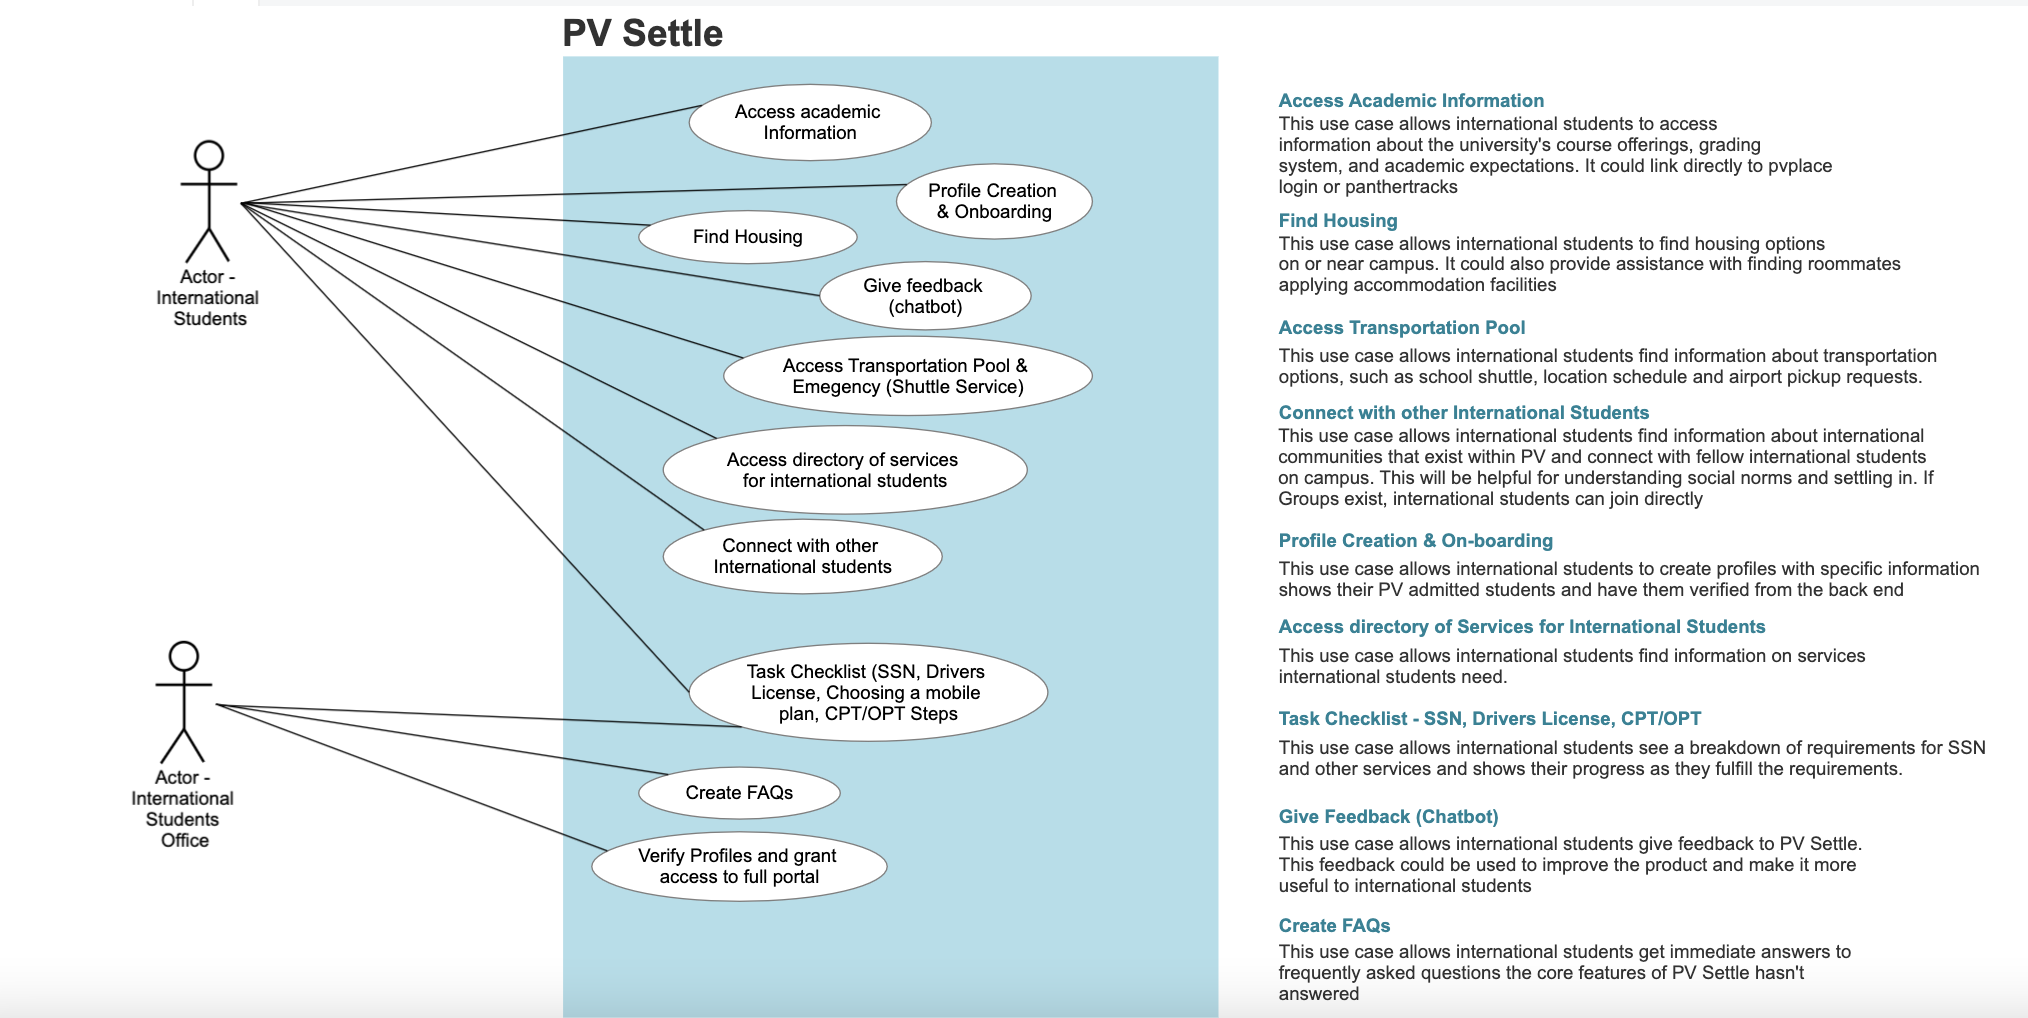 PV Settle
Access academic
Information
Profile Creation
& Onboarding
Find Housing
Give feedback
(chatbot)
Access Transportation Pool &
Emegency (Shuttle Service)
Access directory of services
for international students
Connect with other
International students
Task Checklist (SSN, Drivers
License, Choosing a mobile
plan, CPT/OPT Steps
Create FAQs
Verify Profiles and grant
access to full portal
Actor -
International
Students
Actor -
International
Students
Office
Access Academic Information
This use case allows international students to access
information about the university's course offerings, grading
system, and academic expectations. It could link directly to pvplace
login or panthertracks
Find Housing
This use case allows international students to find housing options
on or near campus. It could also provide assistance with finding roommates
applying accommodation facilities
Access Transportation Pool
This use case allows international students find information about transportation
options, such as school shuttle, location schedule and airport pickup requests.
Connect with other International Students
This use case allows international students find information about international
communities that exist within PV and connect with fellow international students
on campus. This will be helpful for understanding social norms and settling in. If
Groups exist, international students can join directly
Profile Creation & On-boarding
This use case allows international students to create profiles with specific information
shows their PV admitted students and have them verified from the back end
Access directory of Services for International Students
This use case allows international students find information on services
international students need.
Task Checklist - SSN, Drivers License, CPT/OPT
This use case allows international students see a breakdown of requirements for SSN
and other services and shows their progress as they fulfill the requirements.
Give Feedback (Chatbot)
This use case allows international students give feedback to PV Settle.
This feedback could be used to improve the product and make it more
useful to international students
Create FAQs
This use case allows international students get immediate answers to
frequently asked questions the core features of PV Settle hasn't
answered